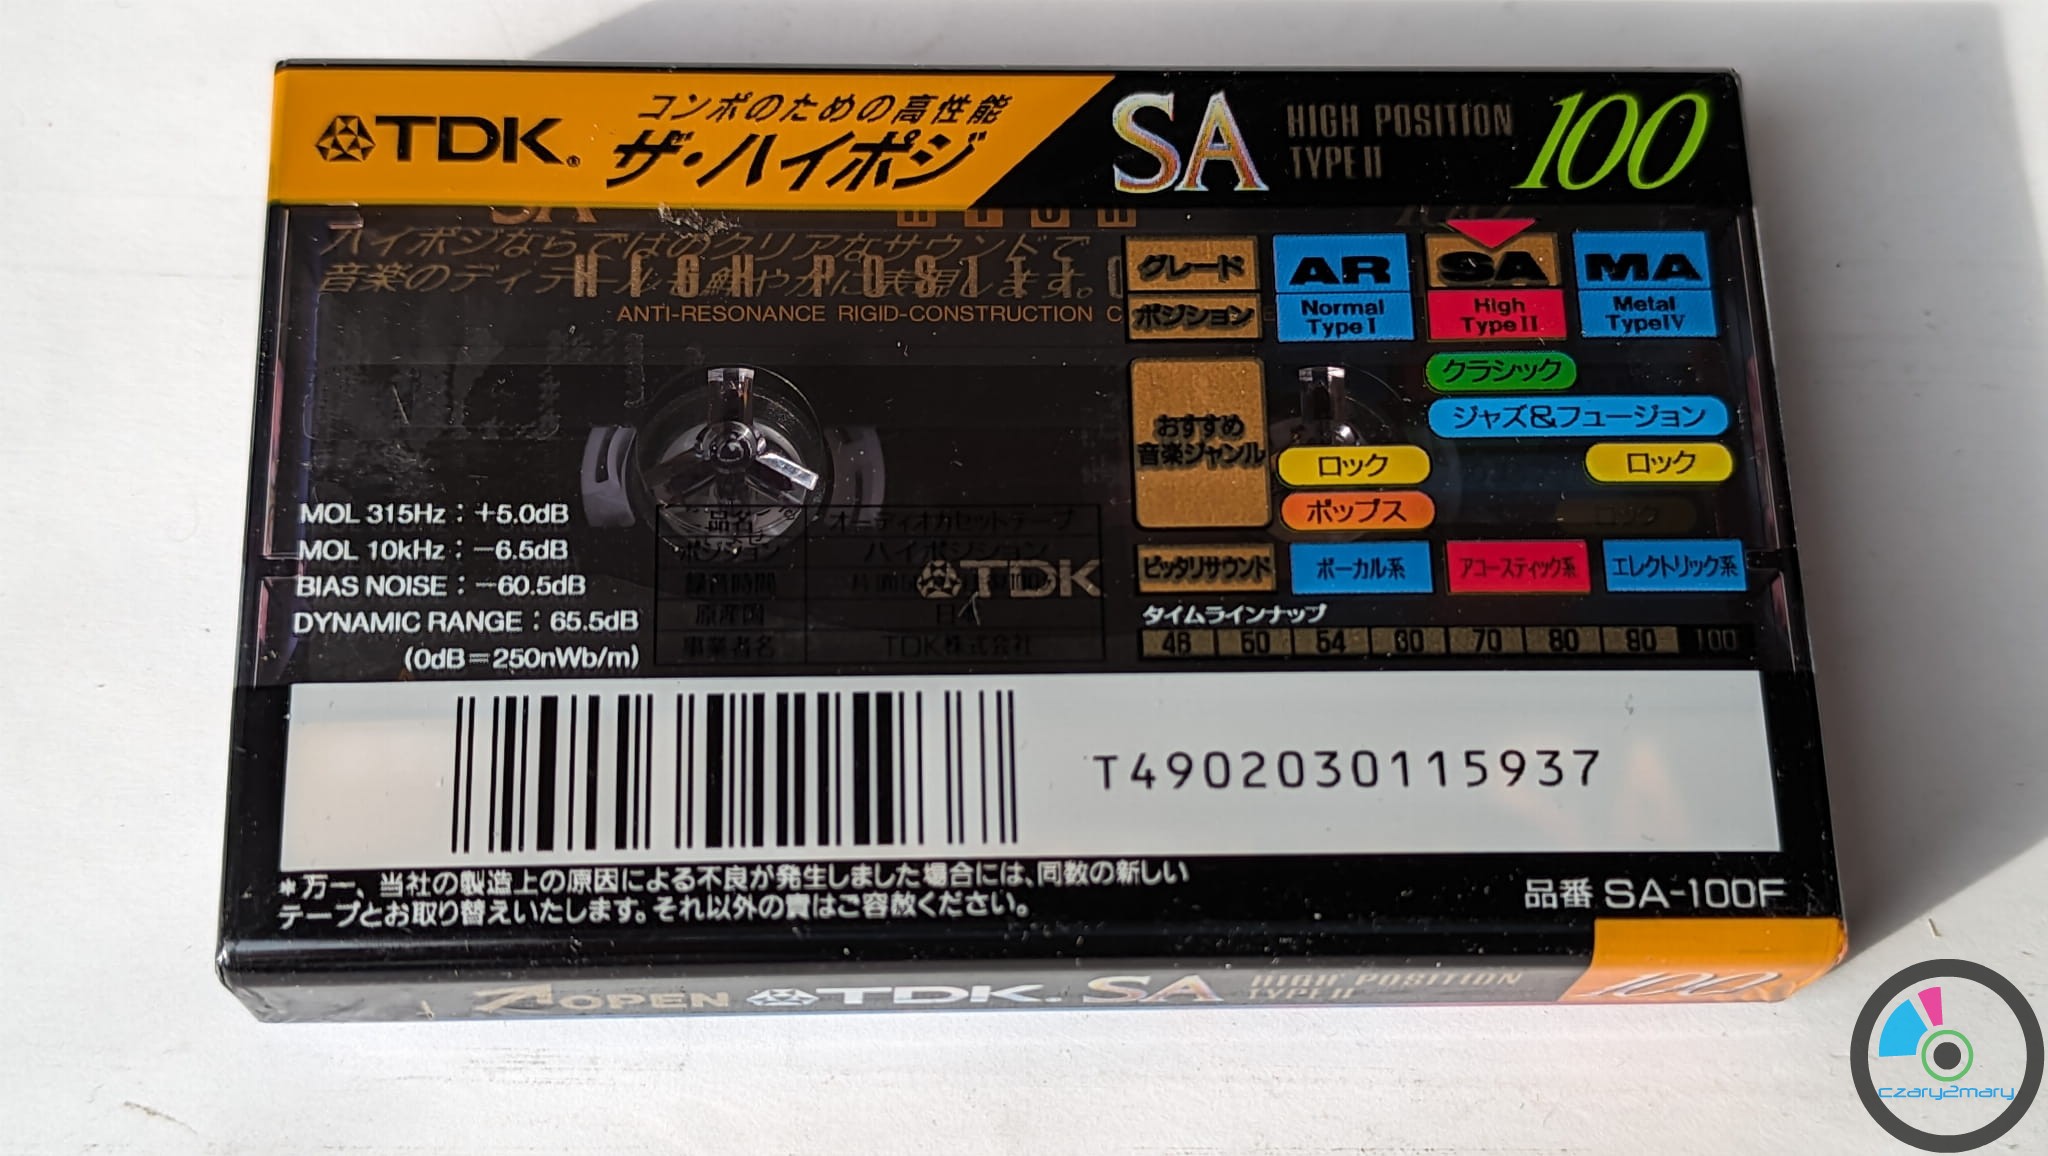 TDK®
コンポのための高性能
ザ・ハイポジ
SA
HIGH POSITION
TYPE II
100
ハイポジならではのクリアなサウンドで
音楽のディテールも鮮やかに表現します。
HIGH POSITIO
ANTI-RESONANCE RIGID-CONSTRUCTION C
グレード AR SA MA
ポジション Normal TypeⅠ High TypeⅡ Metal TypeⅣ
おすすめ
音楽ジャンル
クラシック
ジャズ&フュージョン
ロック ロック
ポップス
ピッタリサウンド ボーカル系 アコースティック系 エレクトリック系
タイムラインナップ
46 50 54 60 70 80 90 100
MOL 315Hz：+5.0dB
MOL 10kHz：−6.5dB
BIAS NOISE：−60.5dB
DYNAMIC RANGE：65.5dB
(0dB=250nWb/m)
品名 オーディオカセットテープ
ポジション ハイポジション
録音時間
原産国 日本
事業者名 TDK株式会社
TDK
T4902030115937
*万一、当社の製造上の原因による不良が発生しました場合には、同数の新しい
テープとお取り替えいたします。それ以外の責はご容赦ください。
品番 SA-100F
OPEN TDK. SA HIGH POSITION TYPE II 100
czary2mary